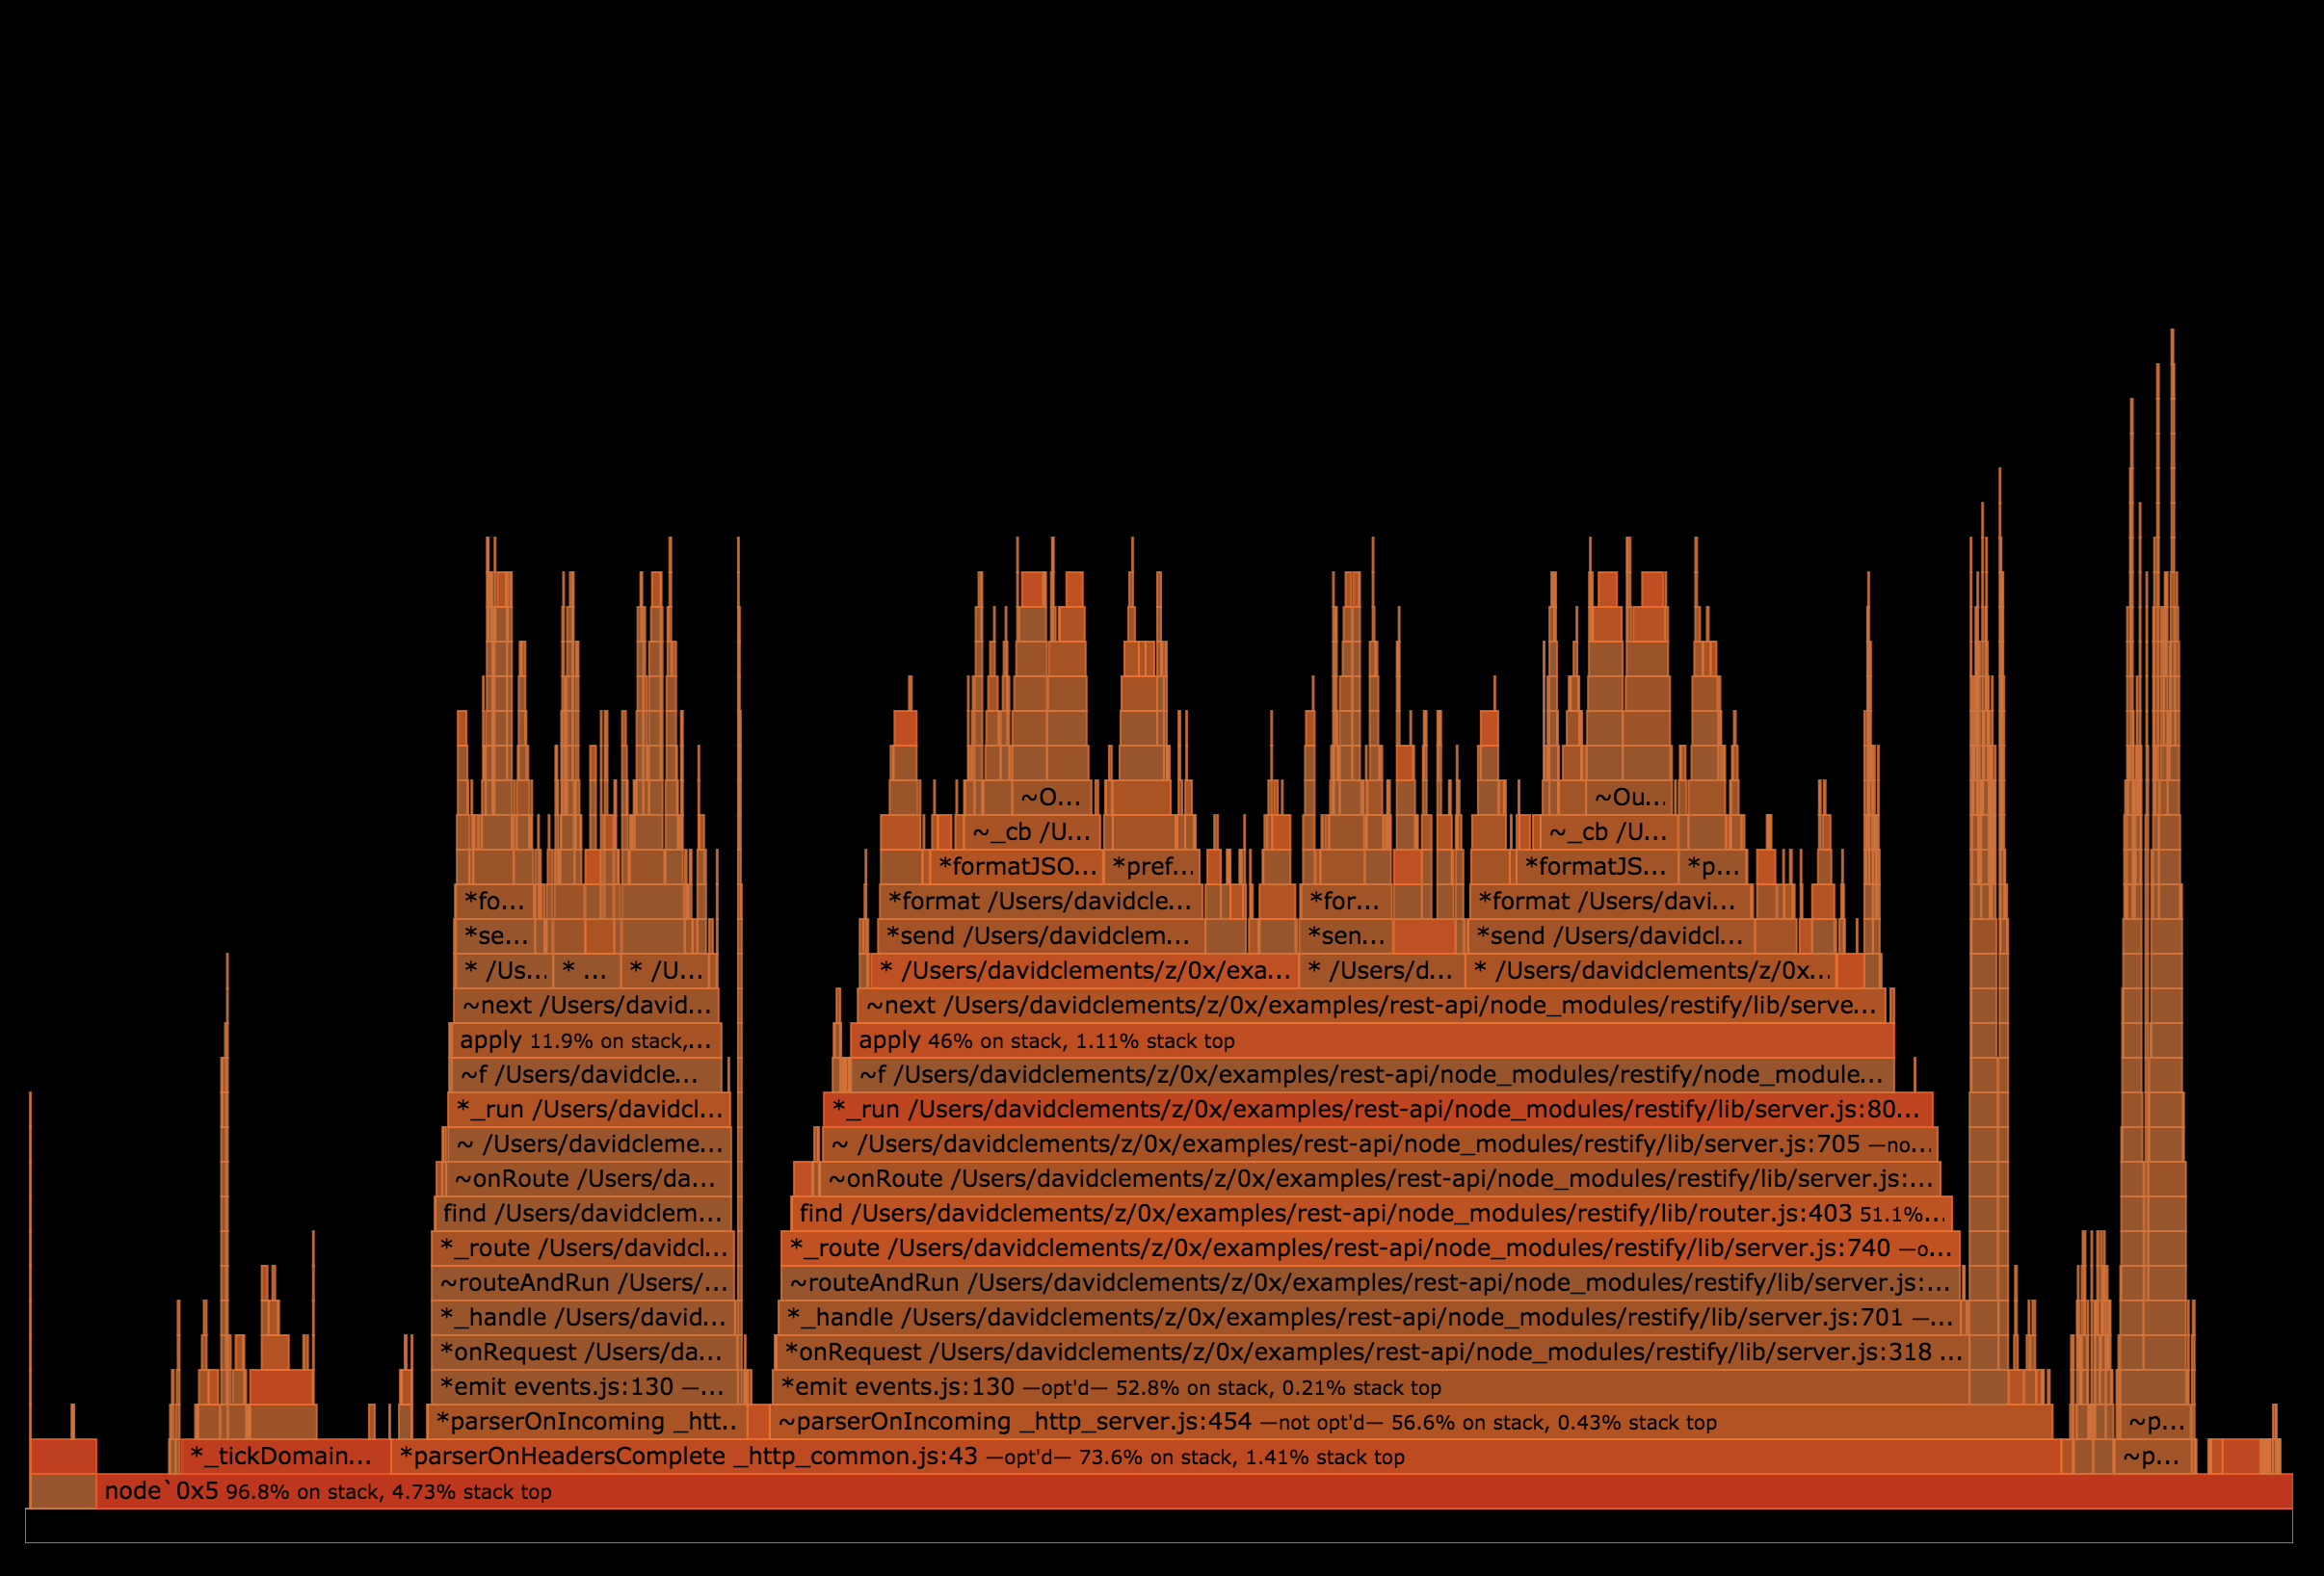 ~O...
~Ou...
~_cb /U...
~_cb /U...
*formatJSO...
*pref...
*formatJS...
*p...
*fo...
*format /Users/davidcle...
*for...
*format /Users/davi...
*se...
*send /Users/davidclem...
*sen...
*send /Users/davidcl...
* /Us...
* ...
* /U...
* /Users/davidclements/z/0x/exa...
* /Users/d...
* /Users/davidclements/z/0x...
~next /Users/david...
~next /Users/davidclements/z/0x/examples/rest-api/node_modules/restify/lib/serve...
apply 11.9% on stack,...
apply 46% on stack, 1.11% stack top
~f /Users/davidcle...
~f /Users/davidclements/z/0x/examples/rest-api/node_modules/restify/node_module...
*_run /Users/davidcl...
*_run /Users/davidclements/z/0x/examples/rest-api/node_modules/restify/lib/server.js:80...
~ /Users/davidcleme...
~ /Users/davidclements/z/0x/examples/rest-api/node_modules/restify/lib/server.js:705 —no...
~onRoute /Users/da...
~onRoute /Users/davidclements/z/0x/examples/rest-api/node_modules/restify/lib/server.js:...
find /Users/davidclem...
find /Users/davidclements/z/0x/examples/rest-api/node_modules/restify/lib/router.js:403 51.1%...
*_route /Users/davidcl...
*_route /Users/davidclements/z/0x/examples/rest-api/node_modules/restify/lib/server.js:740 —o...
~routeAndRun /Users/...
~routeAndRun /Users/davidclements/z/0x/examples/rest-api/node_modules/restify/lib/server.js:...
*_handle /Users/david...
*_handle /Users/davidclements/z/0x/examples/rest-api/node_modules/restify/lib/server.js:701 —...
*onRequest /Users/da...
*onRequest /Users/davidclements/z/0x/examples/rest-api/node_modules/restify/lib/server.js:318 ...
*emit events.js:130 —...
*emit events.js:130 —opt'd— 52.8% on stack, 0.21% stack top
*parserOnIncoming _htt...
~parserOnIncoming _http_server.js:454 —not opt'd— 56.6% on stack, 0.43% stack top
~p...
*_tickDomain...
*parserOnHeadersComplete _http_common.js:43 —opt'd— 73.6% on stack, 1.41% stack top
~p...
node`0x5 96.8% on stack, 4.73% stack top